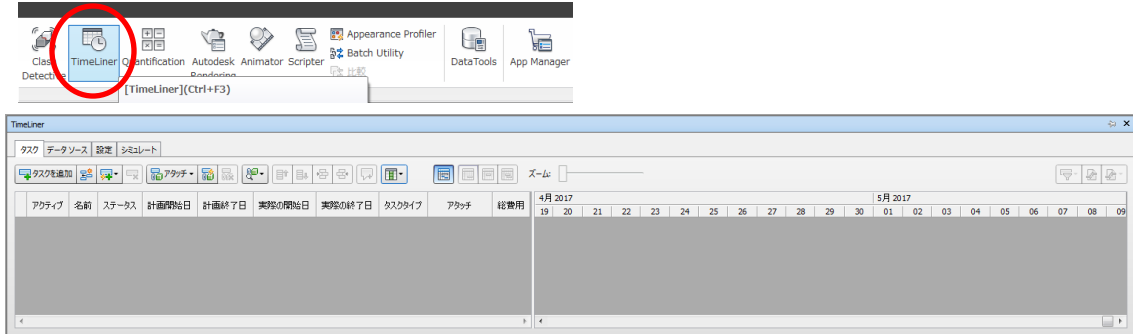 Appearance Profiler
Batch Utility
比較
Clash Detective
TimeLiner
Quantification
Autodesk Rendering
Animator
Scripter
DataTools
App Manager
[TimeLiner](Ctrl+F3)
TimeLiner
タスク データ ソース 設定 シミュレート
タスクを追加 アタッチ ズーム:
アクティブ 名前 ステータス 計画開始日 計画終了日 実際の開始日 実際の終了日 タスクタイプ アタッチ 総費用
4月 2017 5月 2017
19 20 21 22 23 24 25 26 27 28 29 30 01 02 03 04 05 06 07 08 09